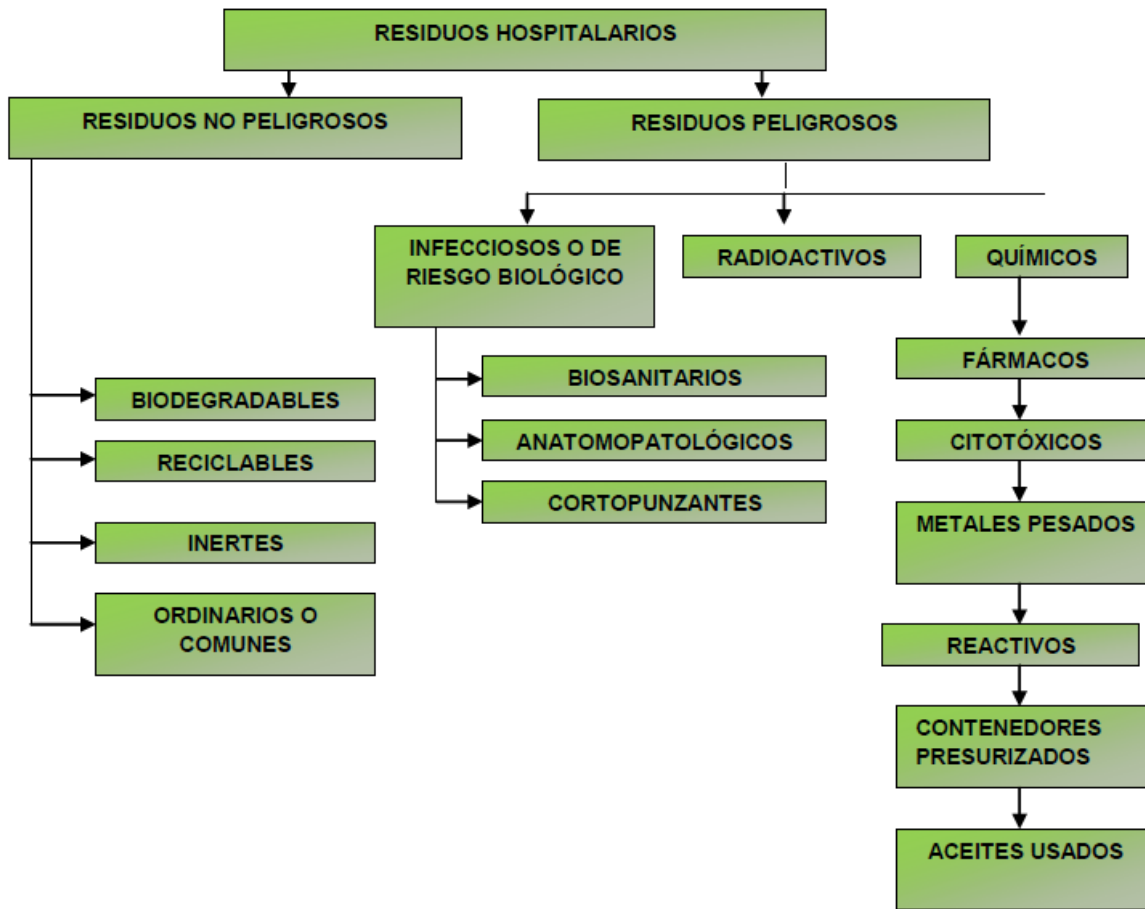 RESIDUOS HOSPITALARIOS
RESIDUOS NO PELIGROSOS
RESIDUOS PELIGROSOS
INFECCIOSOS O DE
RIESGO BIOLÓGICO
RADIOACTIVOS
QUÍMICOS
BIODEGRADABLES
RECICLABLES
INERTES
ORDINARIOS O
COMUNES
BIOSANITARIOS
ANATOMOPATOLÓGICOS
CORTOPUNZANTES
FÁRMACOS
CITOTÓXICOS
METALES PESADOS
REACTIVOS
CONTENEDORES
PRESURIZADOS
ACEITES USADOS